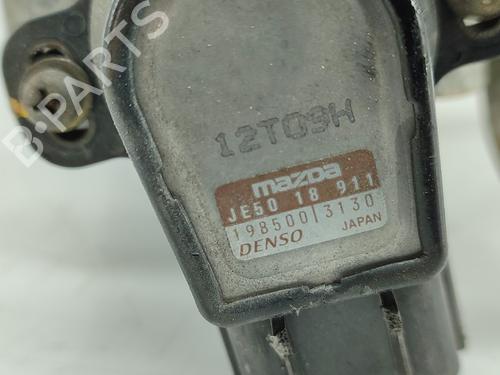 12T09H
mazda
JE50 18 911
198500 3130
DENSO JAPAN
B-PARTS